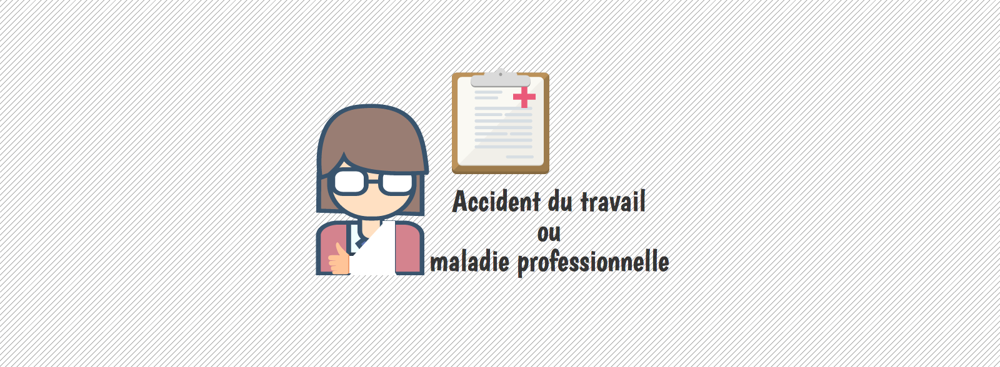 Accident du travail
ou
maladie professionnelle